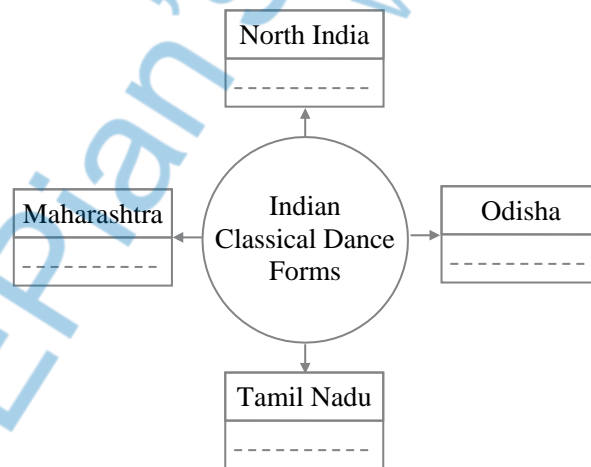 North India
Maharashtra
Indian
Classical Dance
Forms
Odisha
Tamil Nadu